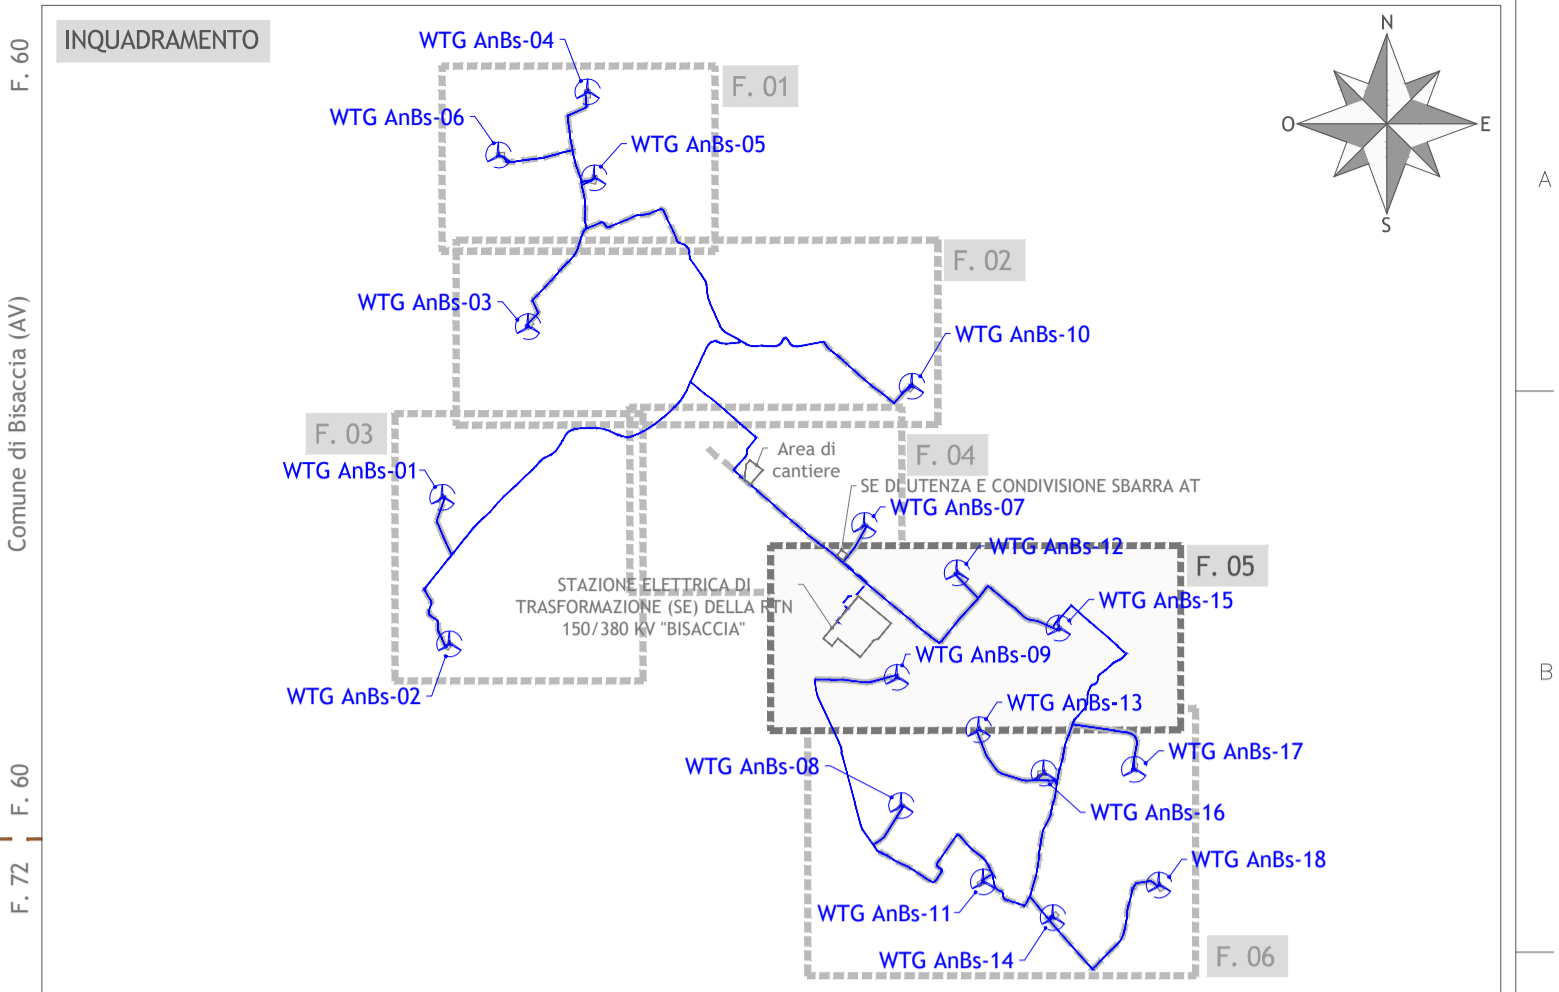 INQUADRAMENTO
WTG AnBs-04
N
F. 60
F. 01
WTG AnBs-06
O
E
WTG AnBs-05
A
S
F. 02
WTG AnBs-03
WTG AnBs-10
Comune di Bisaccia (AV)
F. 03
Area di
cantiere
F. 04
WTG AnBs-01
SE DI UTENZA E CONDIVISIONE SBARRA AT
WTG AnBs-07
WTG AnBs-12
F. 05
STAZIONE ELETTRICA DI
TRASFORMAZIONE (SE) DELLA RTN
150/380 KV "BISACCIA"
WTG AnBs-15
WTG AnBs-09
B
WTG AnBs-02
WTG AnBs-13
WTG AnBs-17
WTG AnBs-08
F. 60
WTG AnBs-16
WTG AnBs-18
F. 72
WTG AnBs-11
WTG AnBs-14
F. 06